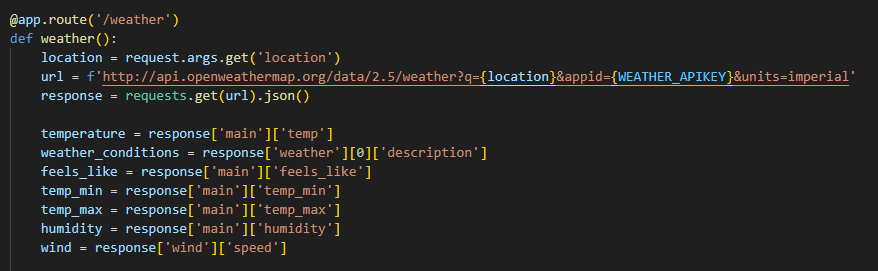 @app.route('/weather')
def weather():
    location = request.args.get('location')
    url = f'http://api.openweathermap.org/data/2.5/weather?q={location}&appid={WEATHER_APIKEY}&units=imperial'
    response = requests.get(url).json()

    temperature = response['main']['temp']
    weather_conditions = response['weather'][0]['description']
    feels_like = response['main']['feels_like']
    temp_min = response['main']['temp_min']
    temp_max = response['main']['temp_max']
    humidity = response['main']['humidity']
    wind = response['wind']['speed']